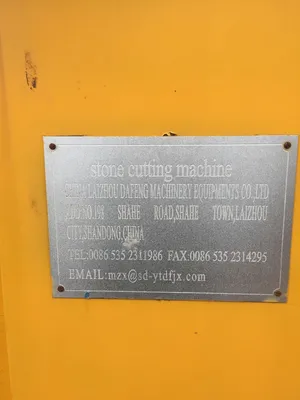 stone cutting machine
CHINA LAIZHOU DAFENG MACHINERY EQUIPMENTS CO.,LTD
SHAHE ROAD,SHAHE TOWN,LAIZHOU
CITY,SHANDONG,CHINA
TEL:0086 535 2311986 FAX:0086 535 2314295
EMAIL:mzx@sd-ytdfjx.com